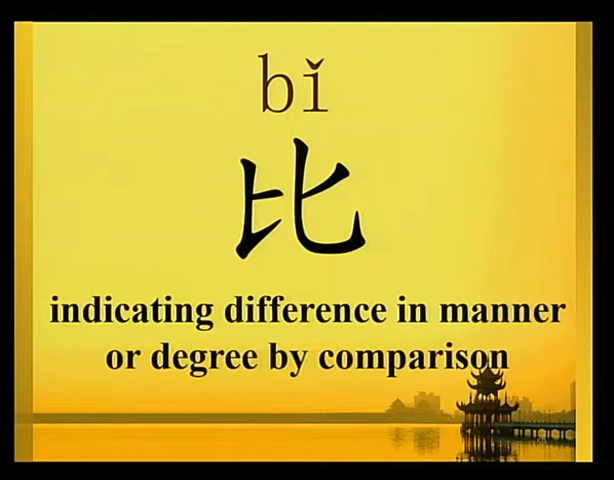 bǐ
比
indicating difference in manner
or degree by comparison